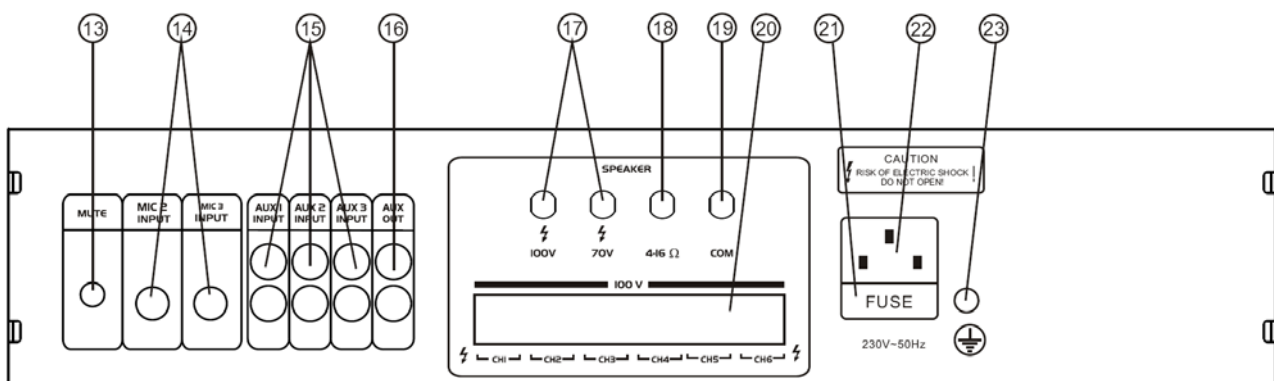 13 14 15 16 17 18 19 20 21 22 23
CAUTION
RISK OF ELECTRIC SHOCK !
DO NOT OPEN!
SPEAKER
MUTE
MIC 2
INPUT
MIC 3
INPUT
AUX 1
INPUT
AUX 2
INPUT
AUX 3
INPUT
AUX
OUT
100V 70V 4-16 Ω COM
100 V
FUSE
CH1 CH2 CH3 CH4 CH5 CH6
230V~50Hz